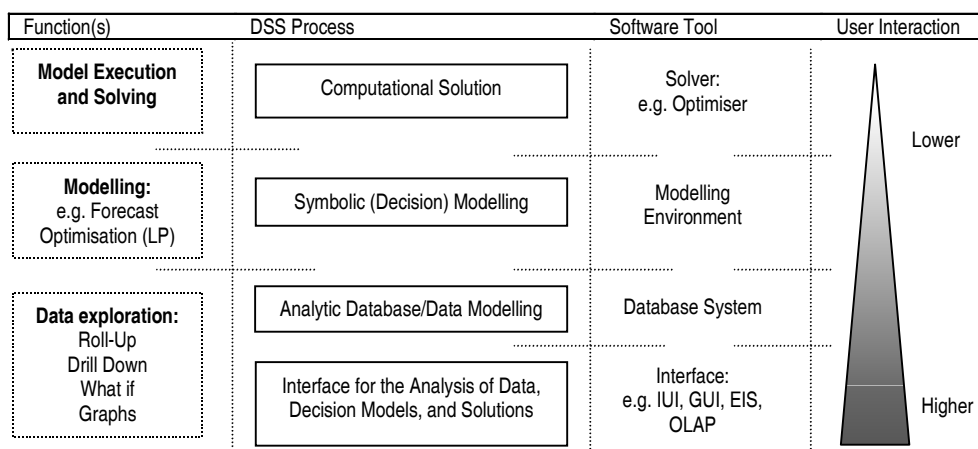 Function(s) DSS Process Software Tool User Interaction
Model Execution
and Solving
Computational Solution
Solver:
e.g. Optimiser
Lower
Modelling:
e.g. Forecast
Optimisation (LP)
Symbolic (Decision) Modelling
Modelling
Environment
Data exploration:
Roll-Up
Drill Down
What if
Graphs
Analytic Database/Data Modelling
Database System
Interface for the Analysis of Data,
Decision Models, and Solutions
Interface:
e.g. IUI, GUI, EIS,
OLAP
Higher